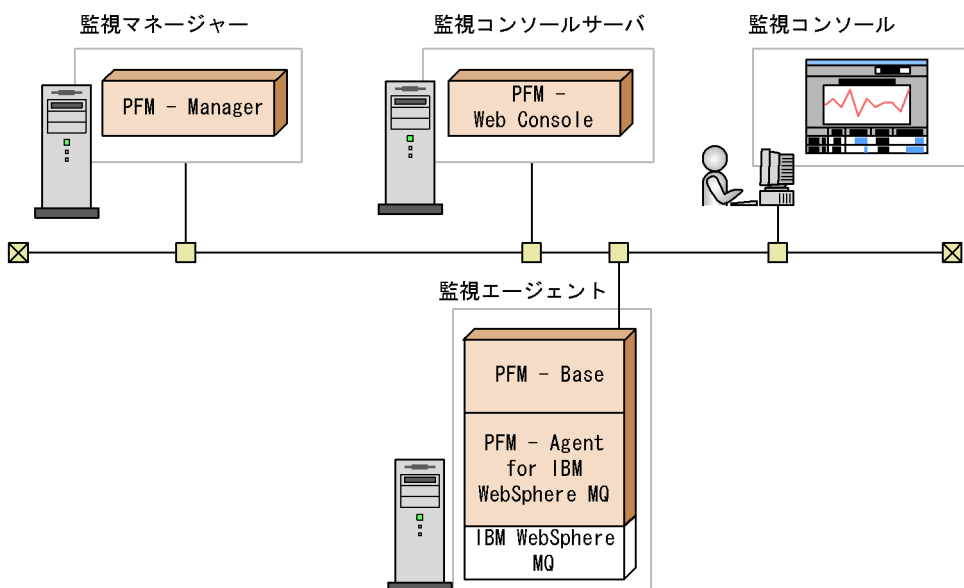 監視マネージャー
PFM - Manager
監視コンソールサーバ
PFM -
Web Console
監視コンソール
監視エージェント
PFM - Base
PFM - Agent
for IBM
WebSphere MQ
IBM WebSphere
MQ